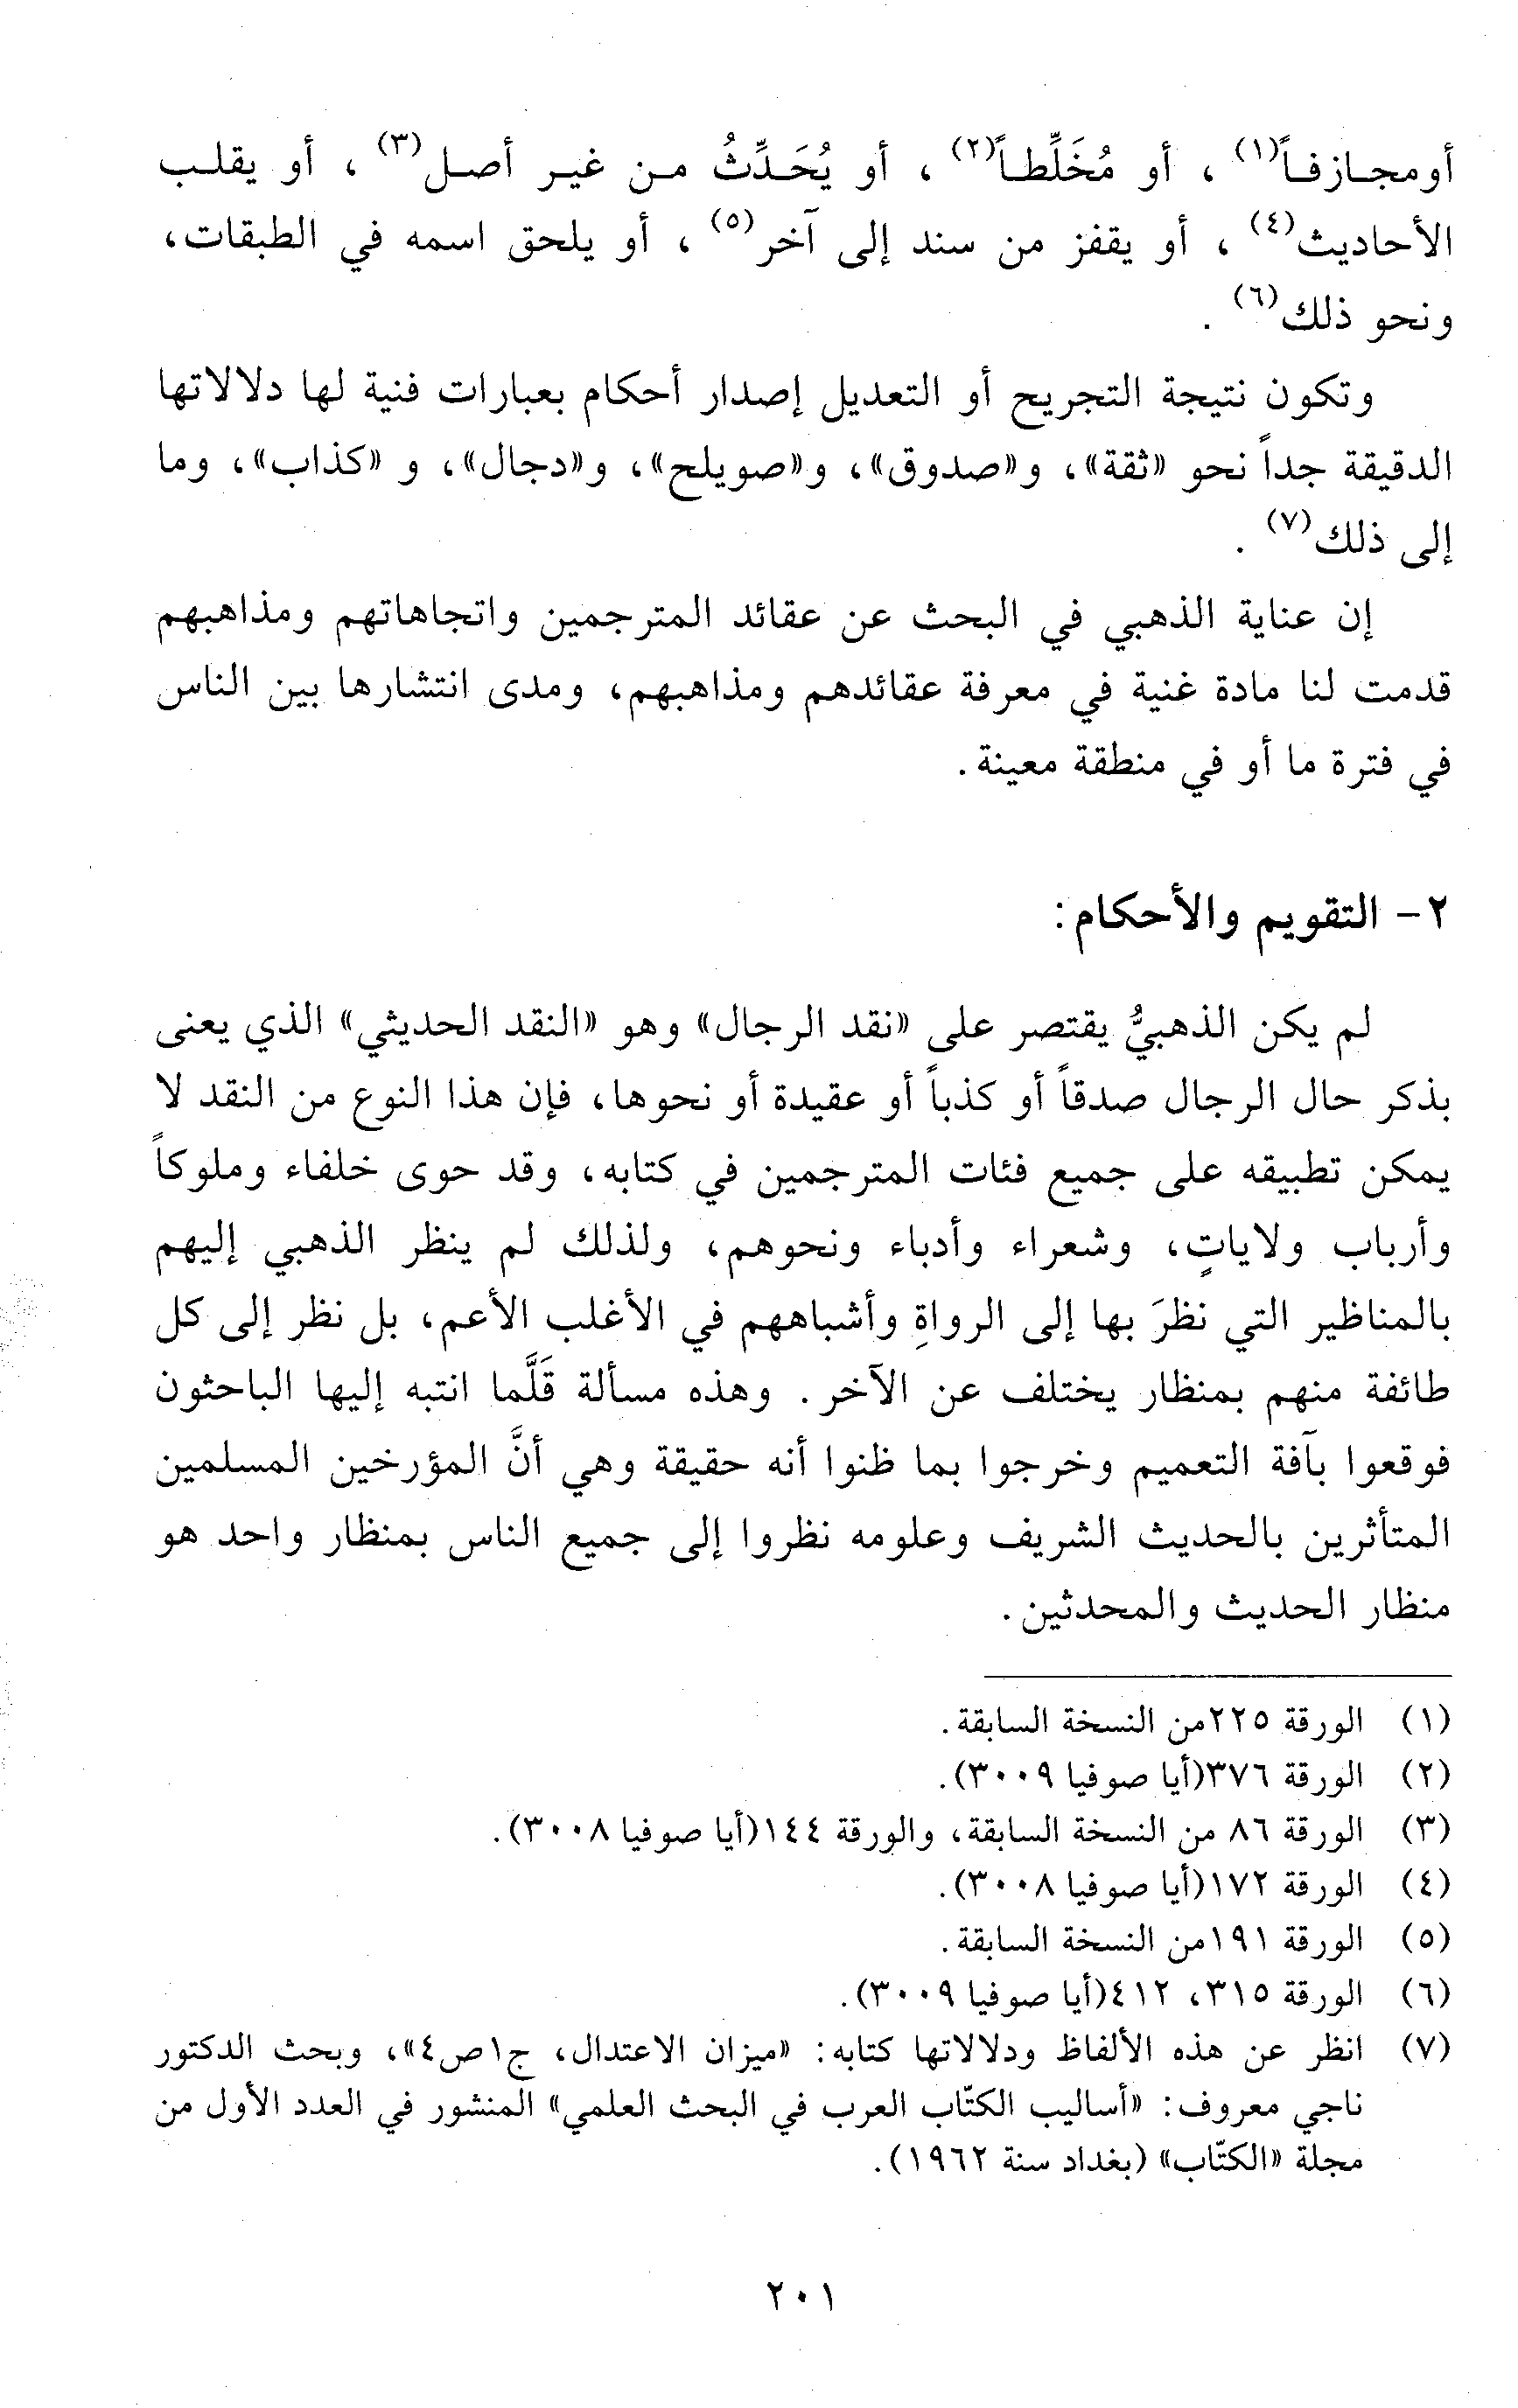 أومجازفاً(١) ، أو مُخَلِّطاً(٢) ، أو يُحَدِّثُ من غير أصل(٣) ، أو يقلب
الأحاديث(٤) ، أو يقفز من سند إلى آخر(٥) ، أو يلحق اسمه في الطبقات،
ونحو ذلك(٦) .
وتكون نتيجة التجريح أو التعديل إصدار أحكام بعبارات فنية لها دلالاتها
الدقيقة جداً نحو «ثقة»، و«صدوق»، و«صويلح»، و«دجال»، و «كذاب»، وما
إلى ذلك(٧) .
إن عناية الذهبي في البحث عن عقائد المترجمين واتجاهاتهم ومذاهبهم
قدمت لنا مادة غنية في معرفة عقائدهم ومذاهبهم، ومدى انتشارها بين الناس
في فترة ما أو في منطقة معينة.
٢- التقويم والأحكام:
لم يكن الذهبيُّ يقتصر على «نقد الرجال» وهو «النقد الحديثي» الذي يعنى
بذكر حال الرجال صدقاً أو كذباً أو عقيدة أو نحوها، فإن هذا النوع من النقد لا
يمكن تطبيقه على جميع فئات المترجمين في كتابه، وقد حوى خلفاء وملوكاً
وأرباب ولاياتٍ، وشعراء وأدباء ونحوهم، ولذلك لم ينظر الذهبي إليهم
بالمناظير التي نظرَ بها إلى الرواةِ وأشباههم في الأغلب الأعم، بل نظر إلى كل
طائفة منهم بمنظار يختلف عن الآخر. وهذه مسألة قَلَّما انتبه إليها الباحثون
فوقعوا بآفة التعميم وخرجوا بما ظنوا أنه حقيقة وهي أنَّ المؤرخين المسلمين
المتأثرين بالحديث الشريف وعلومه نظروا إلى جميع الناس بمنظار واحد هو
منظار الحديث والمحدثين.
(١) الورقة ٢٢٥من النسخة السابقة.
(٢) الورقة ٣٧٦(أيا صوفيا ٣٠٠٩).
(٣) الورقة ٨٦ من النسخة السابقة، والورقة ١٤٤(أيا صوفيا ٣٠٠٨).
(٤) الورقة ١٧٢(أيا صوفيا ٣٠٠٨).
(٥) الورقة ١٩١من النسخة السابقة.
(٦) الورقة ٣١٥، ٤١٢(أيا صوفيا ٣٠٠٩).
(٧) انظر عن هذه الألفاظ ودلالاتها كتابه: «ميزان الاعتدال، ج١ص٤»، وبحث الدكتور
ناجي معروف: «أساليب الكتّاب العرب في البحث العلمي» المنشور في العدد الأول من
مجلة «الكتّاب» (بغداد سنة ١٩٦٢).
٢٠١